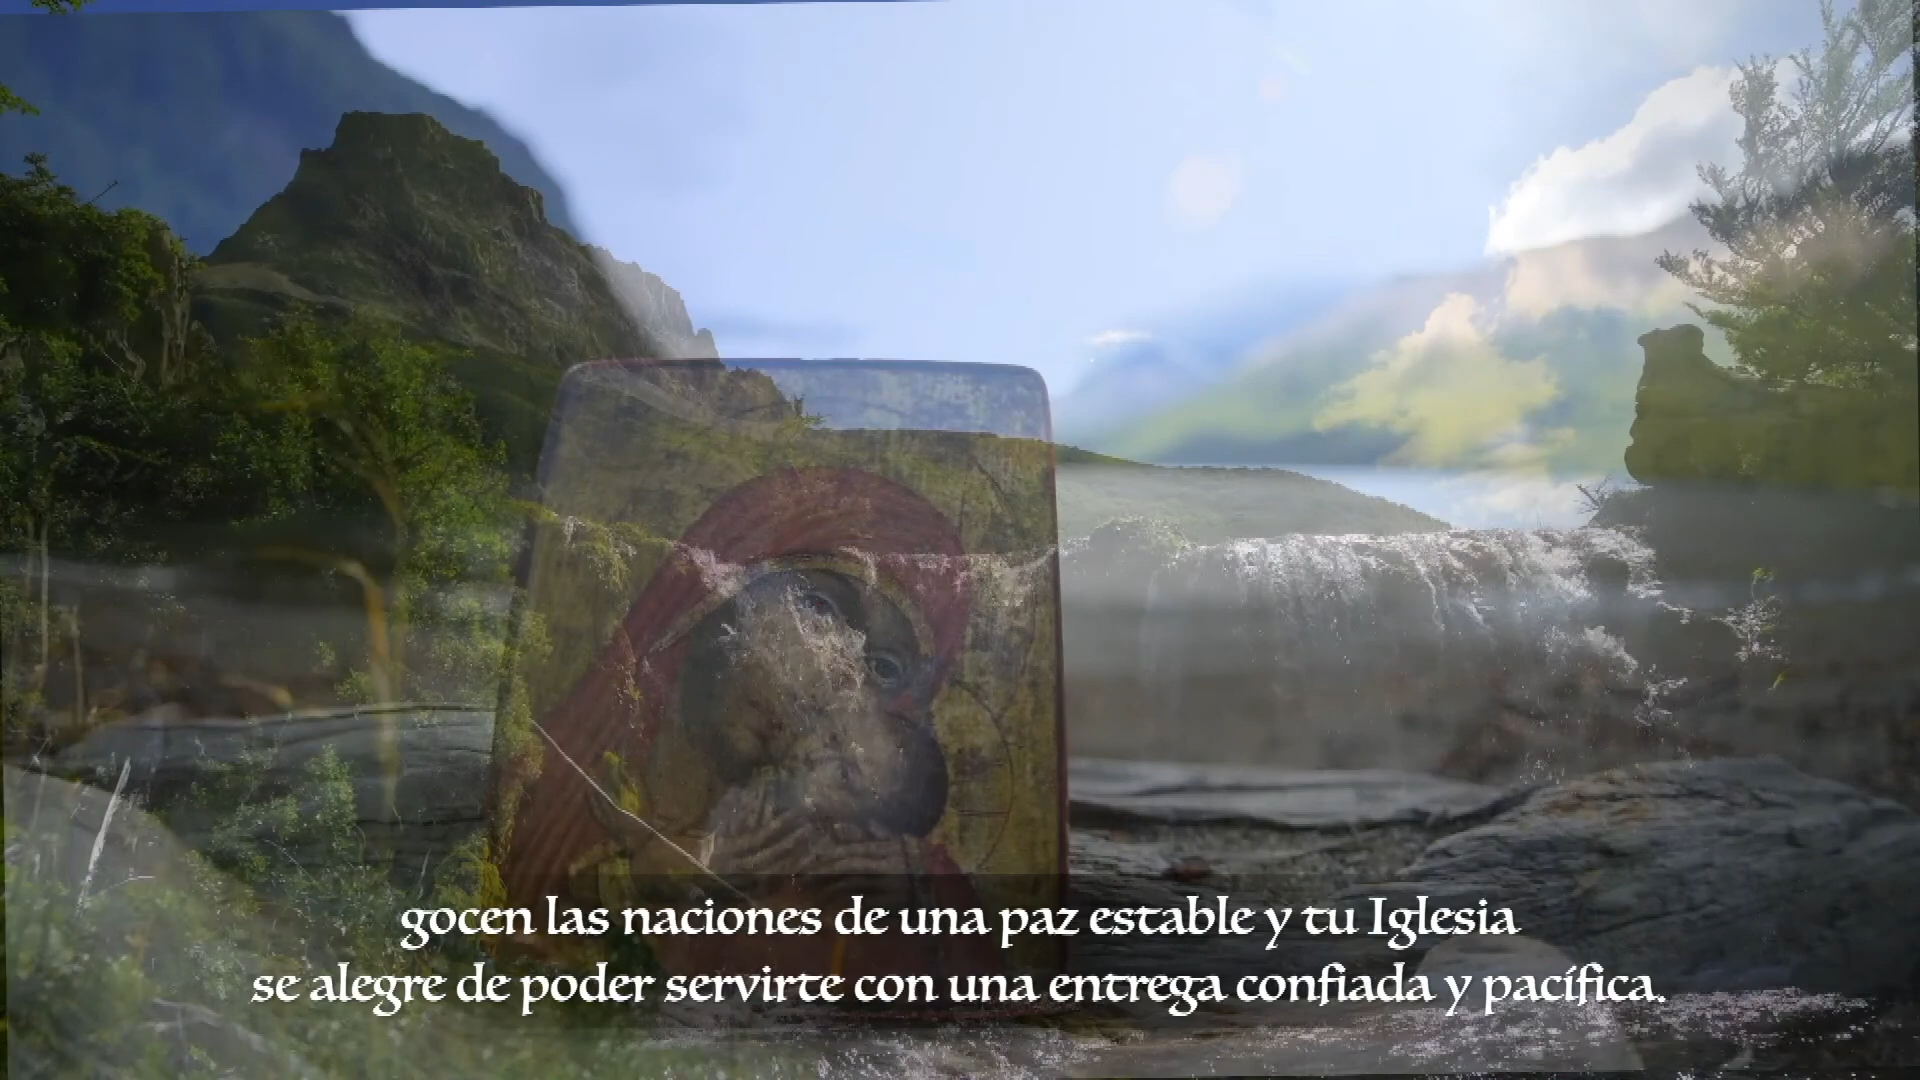 gocen las naciones de una paz estable y tu Iglesia
se alegre de poder servirte con una entrega confiada y pacífica.